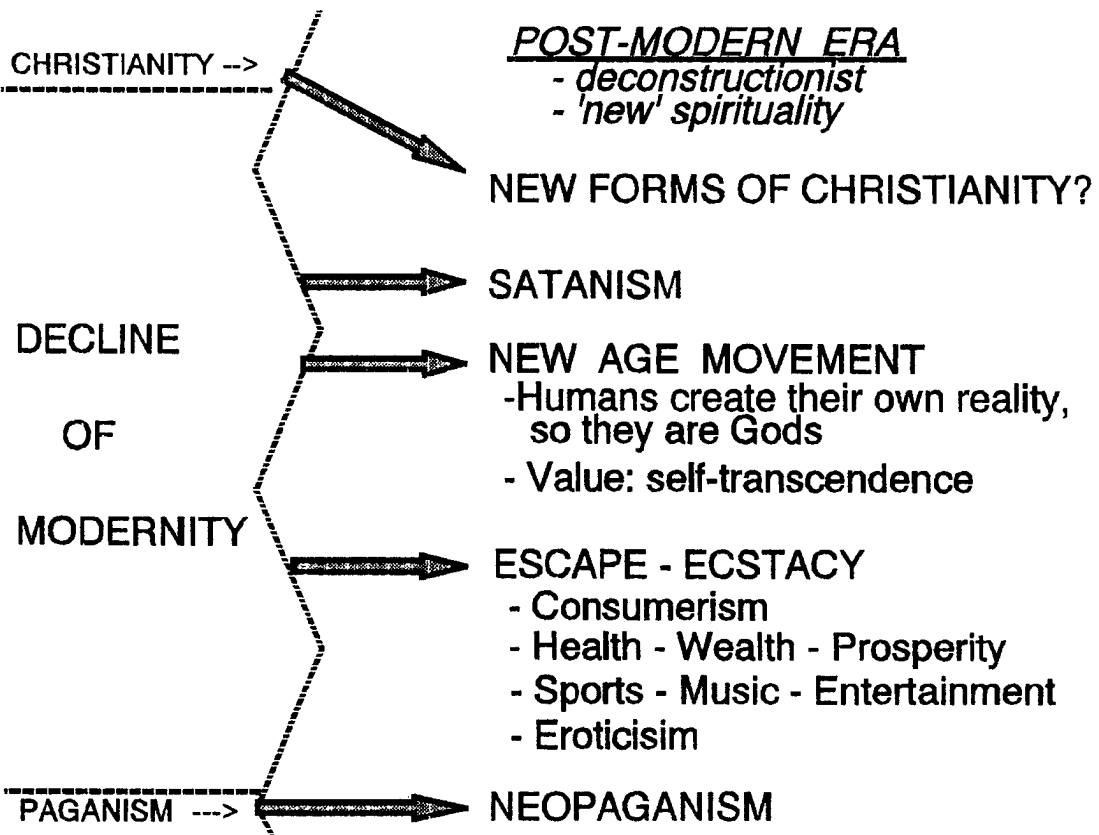 CHRISTIANITY -->
POST-MODERN ERA
- deconstructionist
- 'new' spirituality
NEW FORMS OF CHRISTIANITY?
SATANISM
DECLINE
OF
MODERNITY
NEW AGE MOVEMENT
-Humans create their own reality,
so they are Gods
- Value: self-transcendence
ESCAPE - ECSTACY
- Consumerism
- Health - Wealth - Prosperity
- Sports - Music - Entertainment
- Eroticisim
PAGANISM --->
NEOPAGANISM